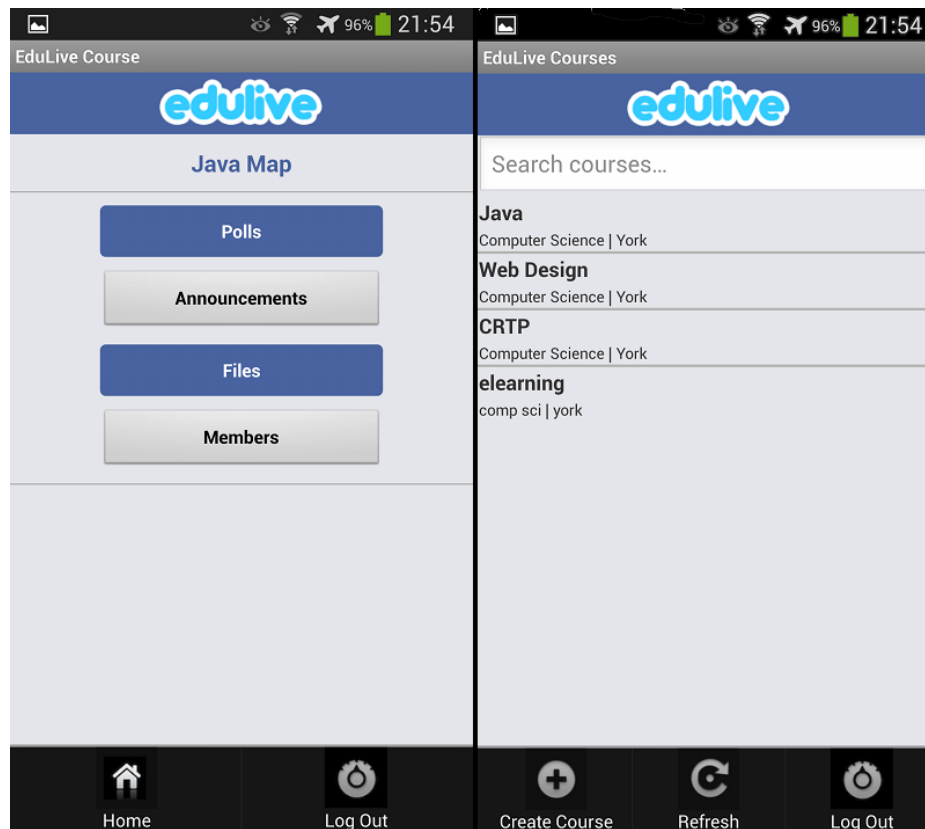 96% 21:54
EduLive Course
edulive
Java Map
Polls
Announcements
Files
Members
Home Log Out
96% 21:54
EduLive Courses
edulive
Search courses...
Java
Computer Science | York
Web Design
Computer Science | York
CRTP
Computer Science | York
elearning
comp sci | york
Create Course Refresh Log Out